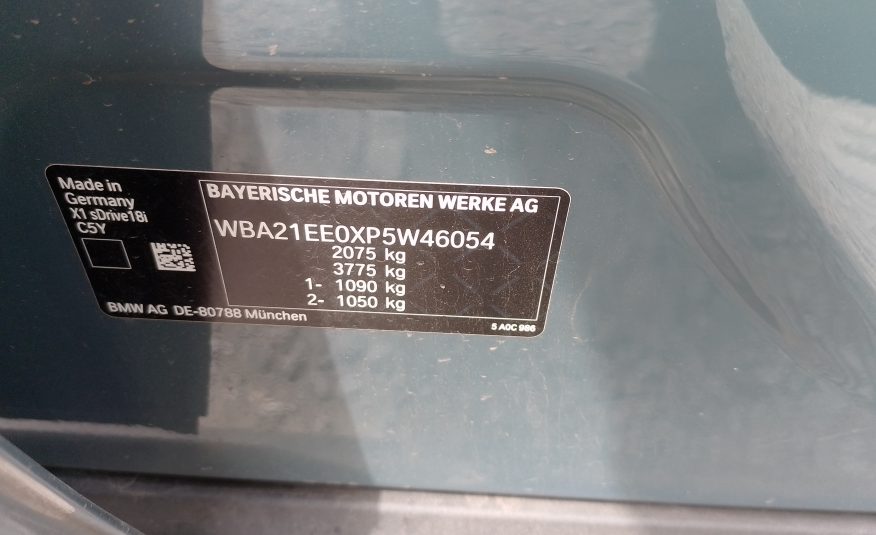 Made in
Germany
X1 sDrive18i
C5Y
BAYERISCHE MOTOREN WERKE AG
WBA21EE0XP5W46054
2075 kg
3775 kg
1- 1090 kg
2- 1050 kg
BMW AG DE-80788 München
5 A0C 986